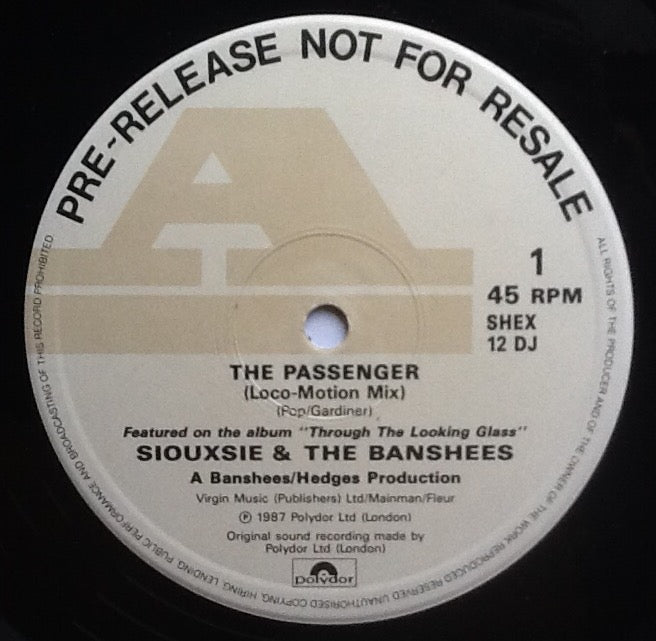 PRE-RELEASE NOT FOR RESALE
A
1
45 RPM
SHEX
12 DJ
THE PASSENGER
(Loco-Motion Mix)
(Pop/Gardiner)
Featured on the album "Through The Looking Glass"
SIOUXSIE & THE BANSHEES
A Banshees/Hedges Production
Virgin Music (Publishers) Ltd/Mainman/Fleur
℗ 1987 Polydor Ltd (London)
Original sound recording made by
Polydor Ltd (London)
polydor
ALL RIGHTS OF THE PRODUCER AND OF THE OWNER OF THE WORK REPRODUCED RESERVED UNAUTHORISED COPYING, HIRING, LENDING, PUBLIC PERFORMANCE AND BROADCASTING OF THIS RECORD PROHIBITED